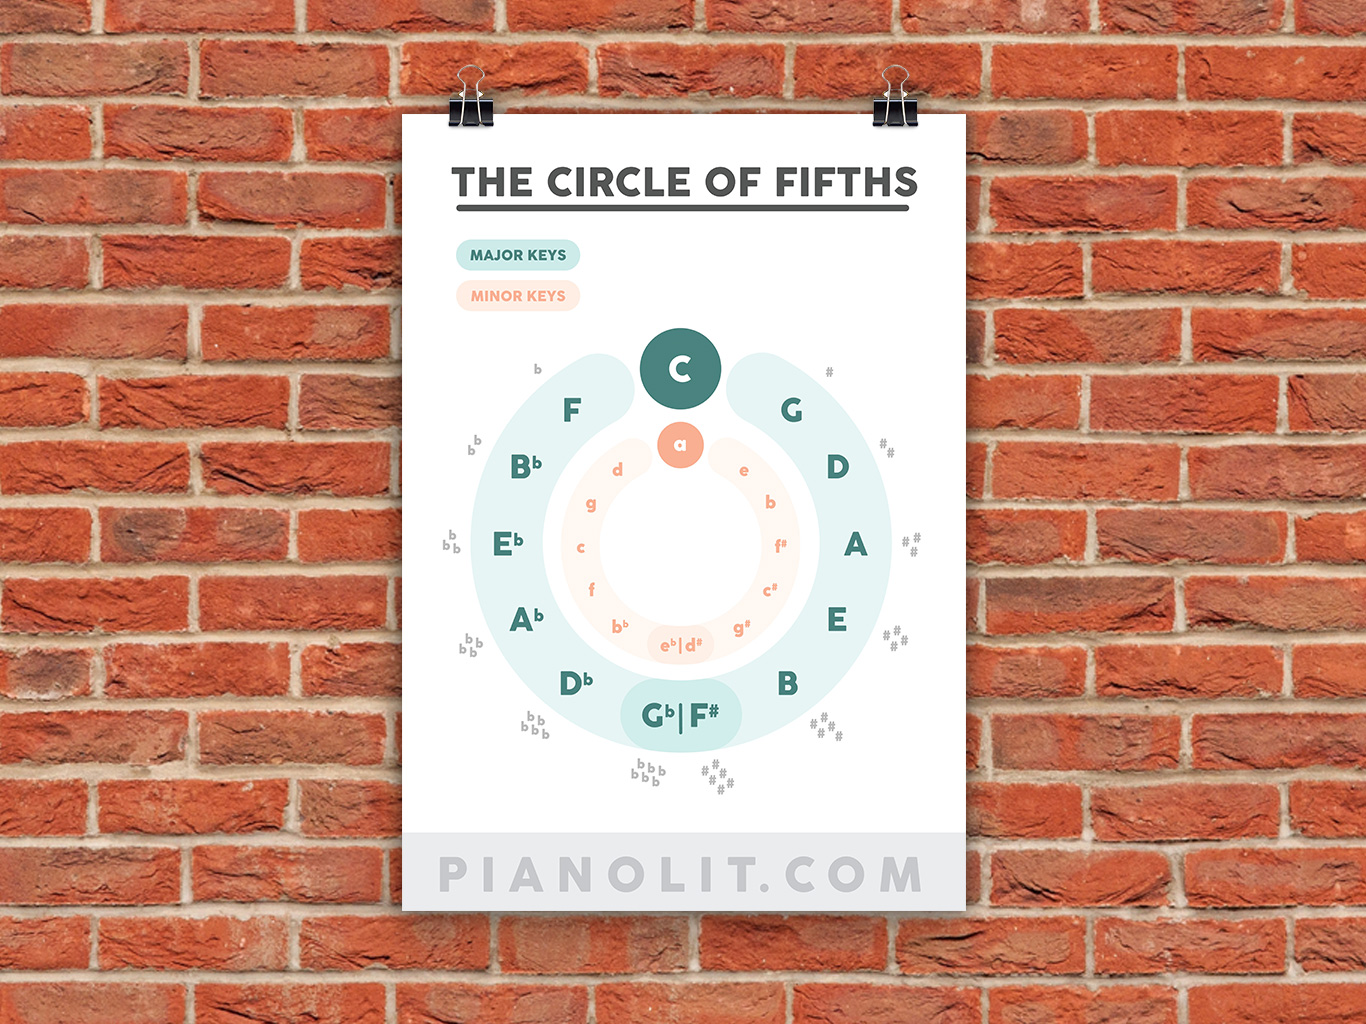 THE CIRCLE OF FIFTHS
MAJOR KEYS
MINOR KEYS
C
♭ F G #
a
♭♭ B♭ d e D ##
g b
♭♭♭ E♭ c f# A ###
f c#
♭♭♭♭ A♭ b♭ g# E ####
e♭|d#
♭♭♭♭♭ D♭ B #####
G♭|F#
♭♭♭♭♭♭ ######
PIANOLIT.COM